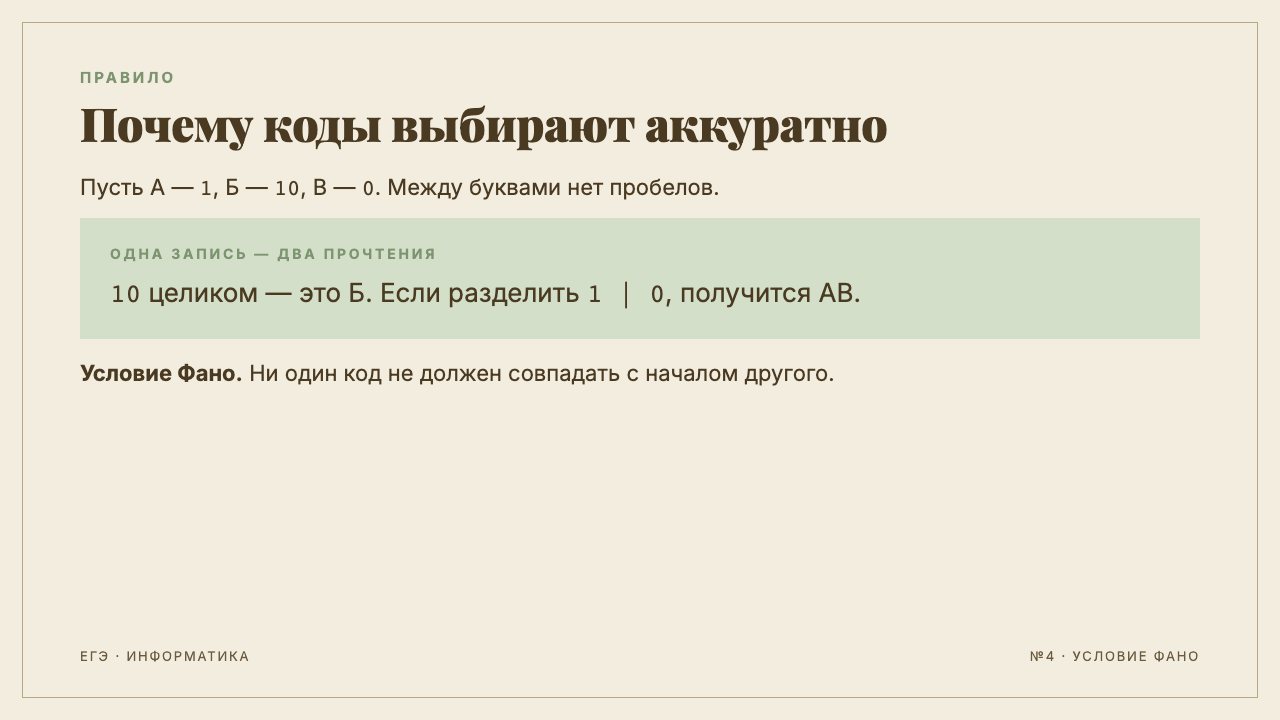 ПРАВИЛО
Почему коды выбирают аккуратно
Пусть А — 1, Б — 10, В — 0. Между буквами нет пробелов.
ОДНА ЗАПИСЬ — ДВА ПРОЧТЕНИЯ
10 целиком — это Б. Если разделить 1 | 0, получится АВ.
Условие Фано. Ни один код не должен совпадать с началом другого.
ЕГЭ · ИНФОРМАТИКА
№4 · УСЛОВИЕ ФАНО